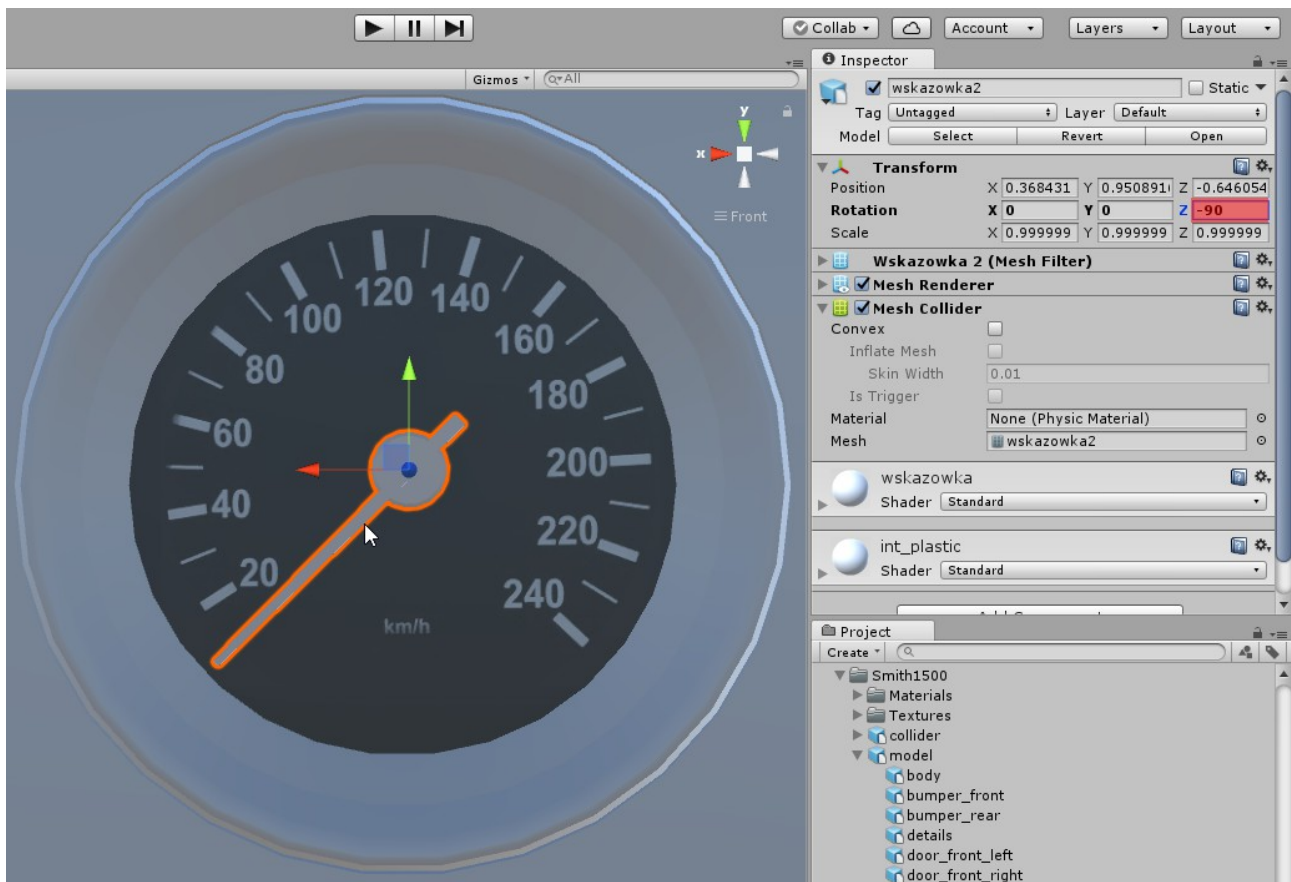 Collab Account Layers Layout
Inspector
Gizmos All
wskazowka2 Static
Tag Untagged Layer Default
Model Select Revert Open
Transform
Position X 0.368431 Y 0.950891 Z -0.646054
Rotation X 0 Y 0 Z -90
Scale X 0.999999 Y 0.999999 Z 0.999999
Wskazowka 2 (Mesh Filter)
Mesh Renderer
Mesh Collider
Convex
Inflate Mesh
Skin Width 0.01
Is Trigger
Material None (Physic Material)
Mesh wskazowka2
wskazowka
Shader Standard
int_plastic
Shader Standard
y
x
Front
120 140
100 160
80 180
60 200
40 220
20 240
km/h
Project
Create
Smith1500
Materials
Textures
collider
model
body
bumper_front
bumper_rear
details
door_front_left
door_front_right